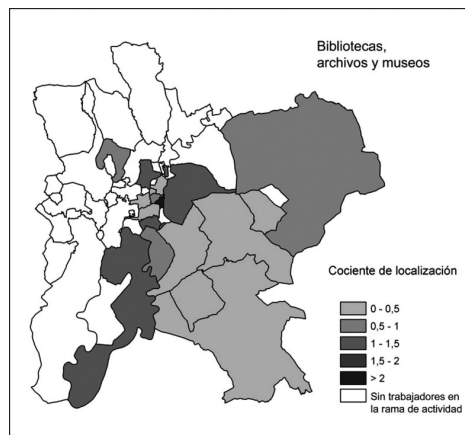 Bibliotecas,
archivos y museos
Cociente de localización
0 - 0,5
0,5 - 1
1 - 1,5
1,5 - 2
> 2
Sin trabajadores en
la rama de actividad